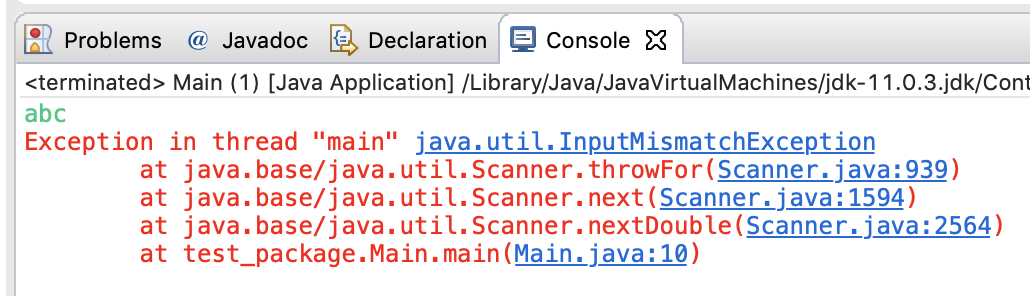 Problems @ Javadoc Declaration Console
<terminated> Main (1) [Java Application] /Library/Java/JavaVirtualMachines/jdk-11.0.3.jdk/Cont
abc
Exception in thread "main" java.util.InputMismatchException
at java.base/java.util.Scanner.throwFor(Scanner.java:939)
at java.base/java.util.Scanner.next(Scanner.java:1594)
at java.base/java.util.Scanner.nextDouble(Scanner.java:2564)
at test_package.Main.main(Main.java:10)